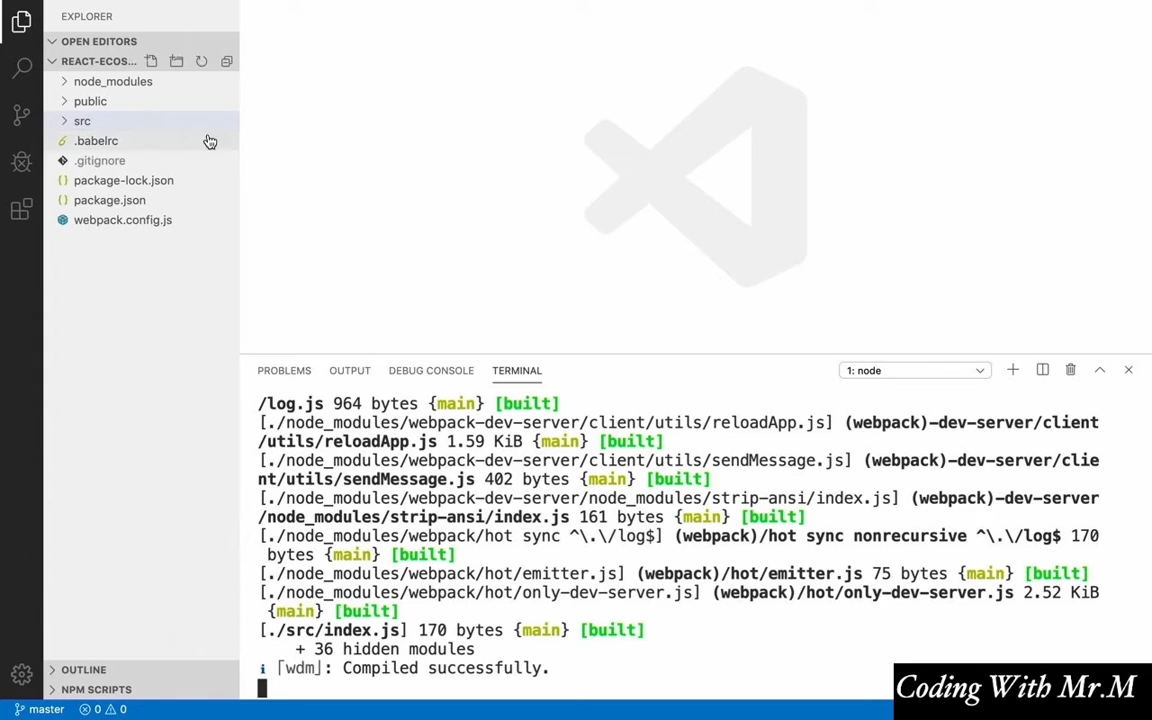 EXPLORER
OPEN EDITORS
REACT-ECOS...
node_modules
public
src
.babelrc
.gitignore
package-lock.json
package.json
webpack.config.js
OUTLINE
NPM SCRIPTS
PROBLEMS OUTPUT DEBUG CONSOLE TERMINAL 1: node
/log.js 964 bytes {main} [built]
[./node_modules/webpack-dev-server/client/utils/reloadApp.js] (webpack)-dev-server/client
/utils/reloadApp.js 1.59 KiB {main} [built]
[./node_modules/webpack-dev-server/client/utils/sendMessage.js] (webpack)-dev-server/clie
nt/utils/sendMessage.js 402 bytes {main} [built]
[./node_modules/webpack-dev-server/node_modules/strip-ansi/index.js] (webpack)-dev-server
/node_modules/strip-ansi/index.js 161 bytes {main} [built]
[./node_modules/webpack/hot sync ^\.\/log$] (webpack)/hot sync nonrecursive ^\.\/log$ 170
bytes {main} [built]
[./node_modules/webpack/hot/emitter.js] (webpack)/hot/emitter.js 75 bytes {main} [built]
[./node_modules/webpack/hot/only-dev-server.js] (webpack)/hot/only-dev-server.js 2.52 KiB
{main} [built]
[./src/index.js] 170 bytes {main} [built]
+ 36 hidden modules
ℹ ｢wdm｣: Compiled successfully.
master 0 0
Coding With Mr.M